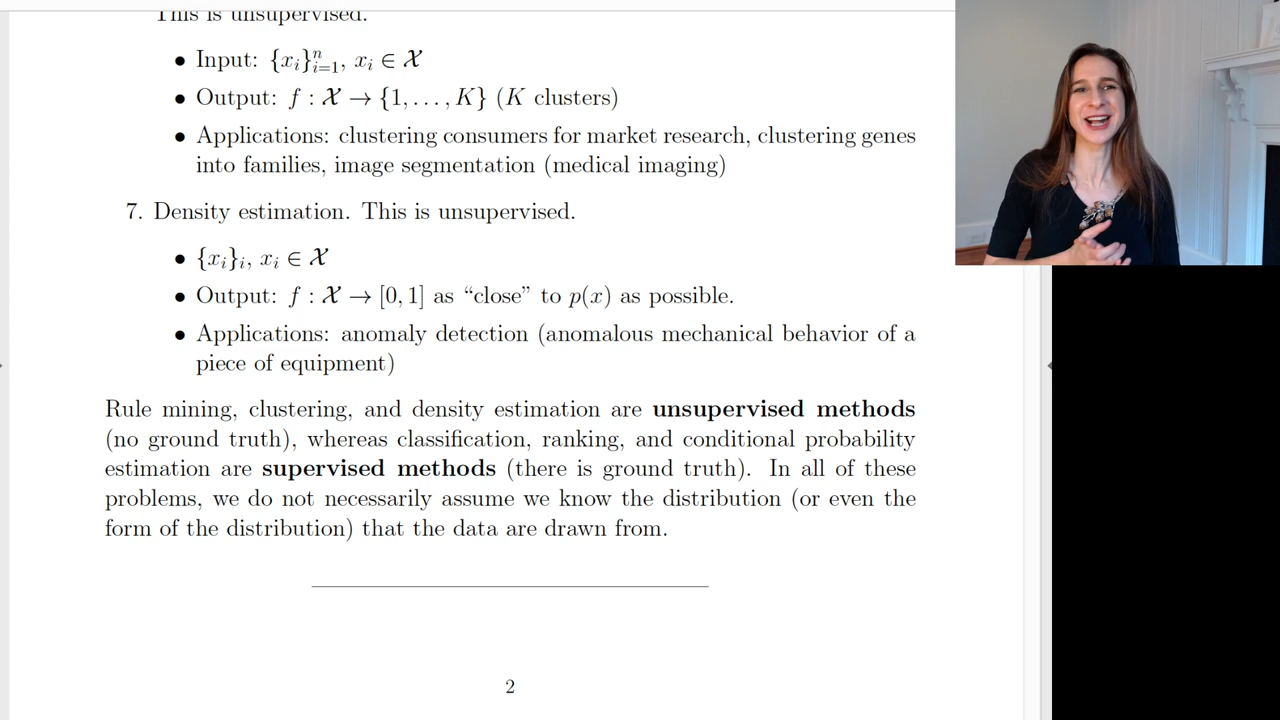 This is unsupervised.
• Input: {xᵢ}ⁿᵢ₌₁, xᵢ ∈ 𝒳
• Output: f : 𝒳 → {1, . . . , K} (K clusters)
• Applications: clustering consumers for market research, clustering genes
into families, image segmentation (medical imaging)
7. Density estimation. This is unsupervised.
• {xᵢ}ᵢ, xᵢ ∈ 𝒳
• Output: f : 𝒳 → [0, 1] as “close” to p(x) as possible.
• Applications: anomaly detection (anomalous mechanical behavior of a
piece of equipment)
Rule mining, clustering, and density estimation are unsupervised methods
(no ground truth), whereas classification, ranking, and conditional probability
estimation are supervised methods (there is ground truth). In all of these
problems, we do not necessarily assume we know the distribution (or even the
form of the distribution) that the data are drawn from.
2